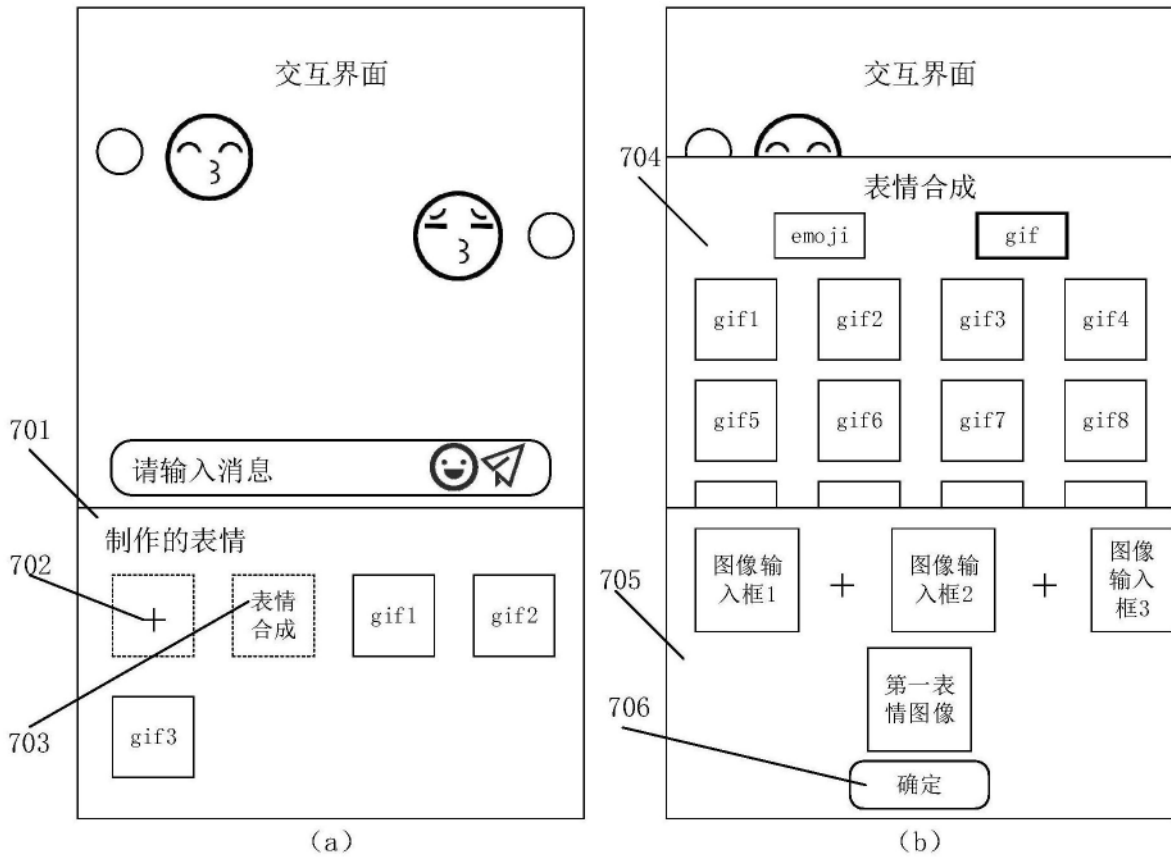 交互界面
701
请输入消息
制作的表情
702
+
表情
合成
gif1
gif2
703
gif3
(a)
交互界面
704
表情合成
emoji
gif
gif1
gif2
gif3
gif4
gif5
gif6
gif7
gif8
705
图像输
入框1
+
图像输
入框2
+
图像
输入
框3
第一表
情图像
706
确定
(b)